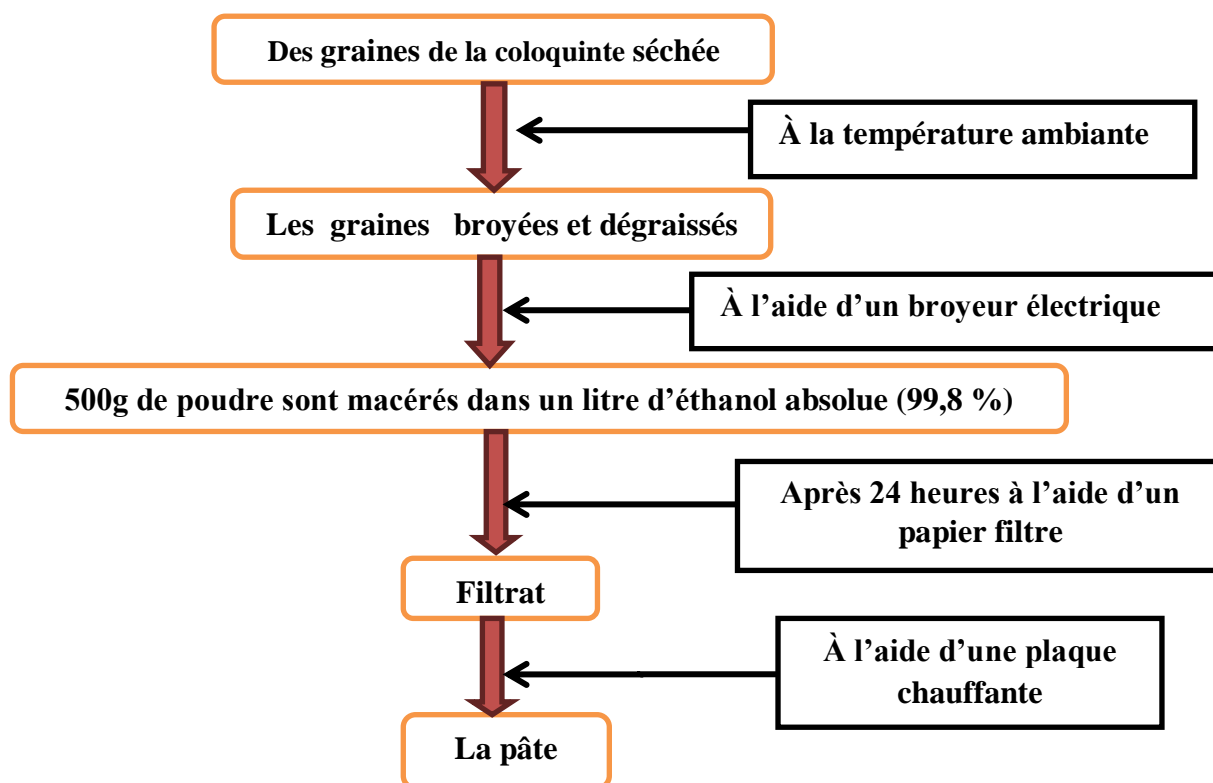 Des graines de la coloquinte séchée
À la température ambiante
Les graines broyées et dégraissés
À l’aide d’un broyeur électrique
500g de poudre sont macérés dans un litre d’éthanol absolue (99,8 %)
Après 24 heures à l’aide d’un
papier filtre
Filtrat
À l’aide d’une plaque
chauffante
La pâte